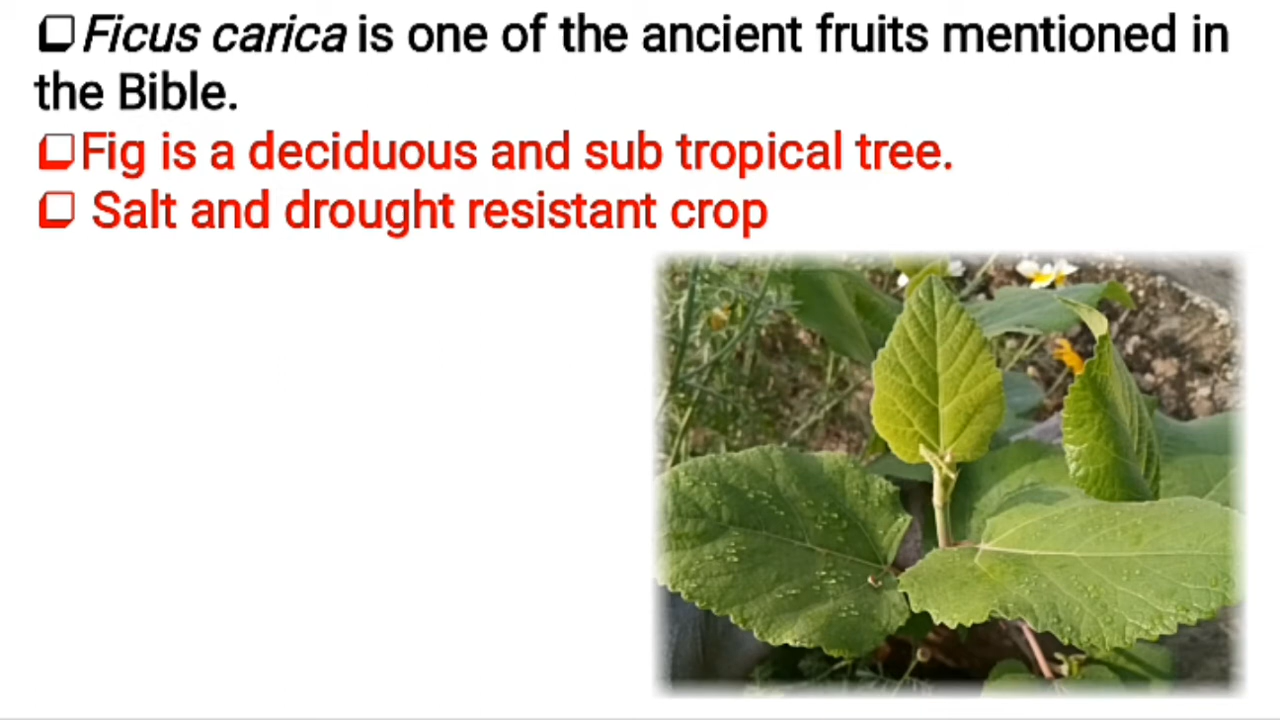 ❑Ficus carica is one of the ancient fruits mentioned in
the Bible.
❑Fig is a deciduous and sub tropical tree.
❑ Salt and drought resistant crop